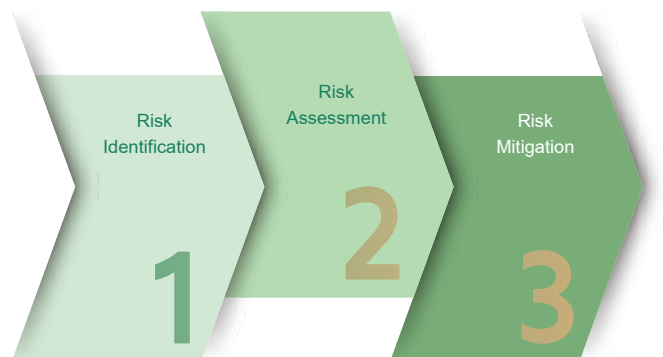 Risk
Identification
1
Risk
Assessment
2
Risk
Mitigation
3